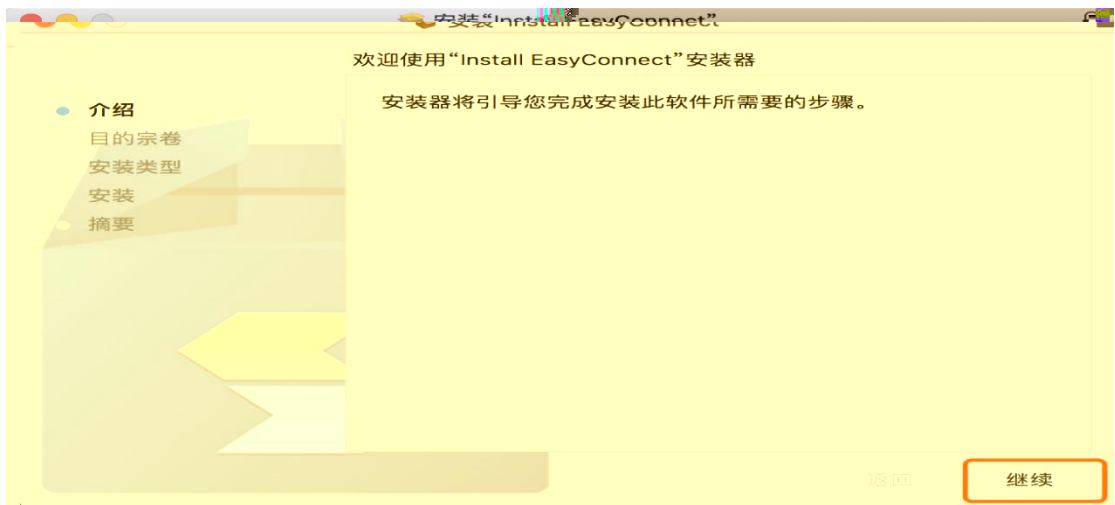 安装“Install EasyConnect”
欢迎使用“Install EasyConnect”安装器
安装器将引导您完成安装此软件所需要的步骤。
介绍
目的宗卷
安装类型
安装
摘要
返回
继续